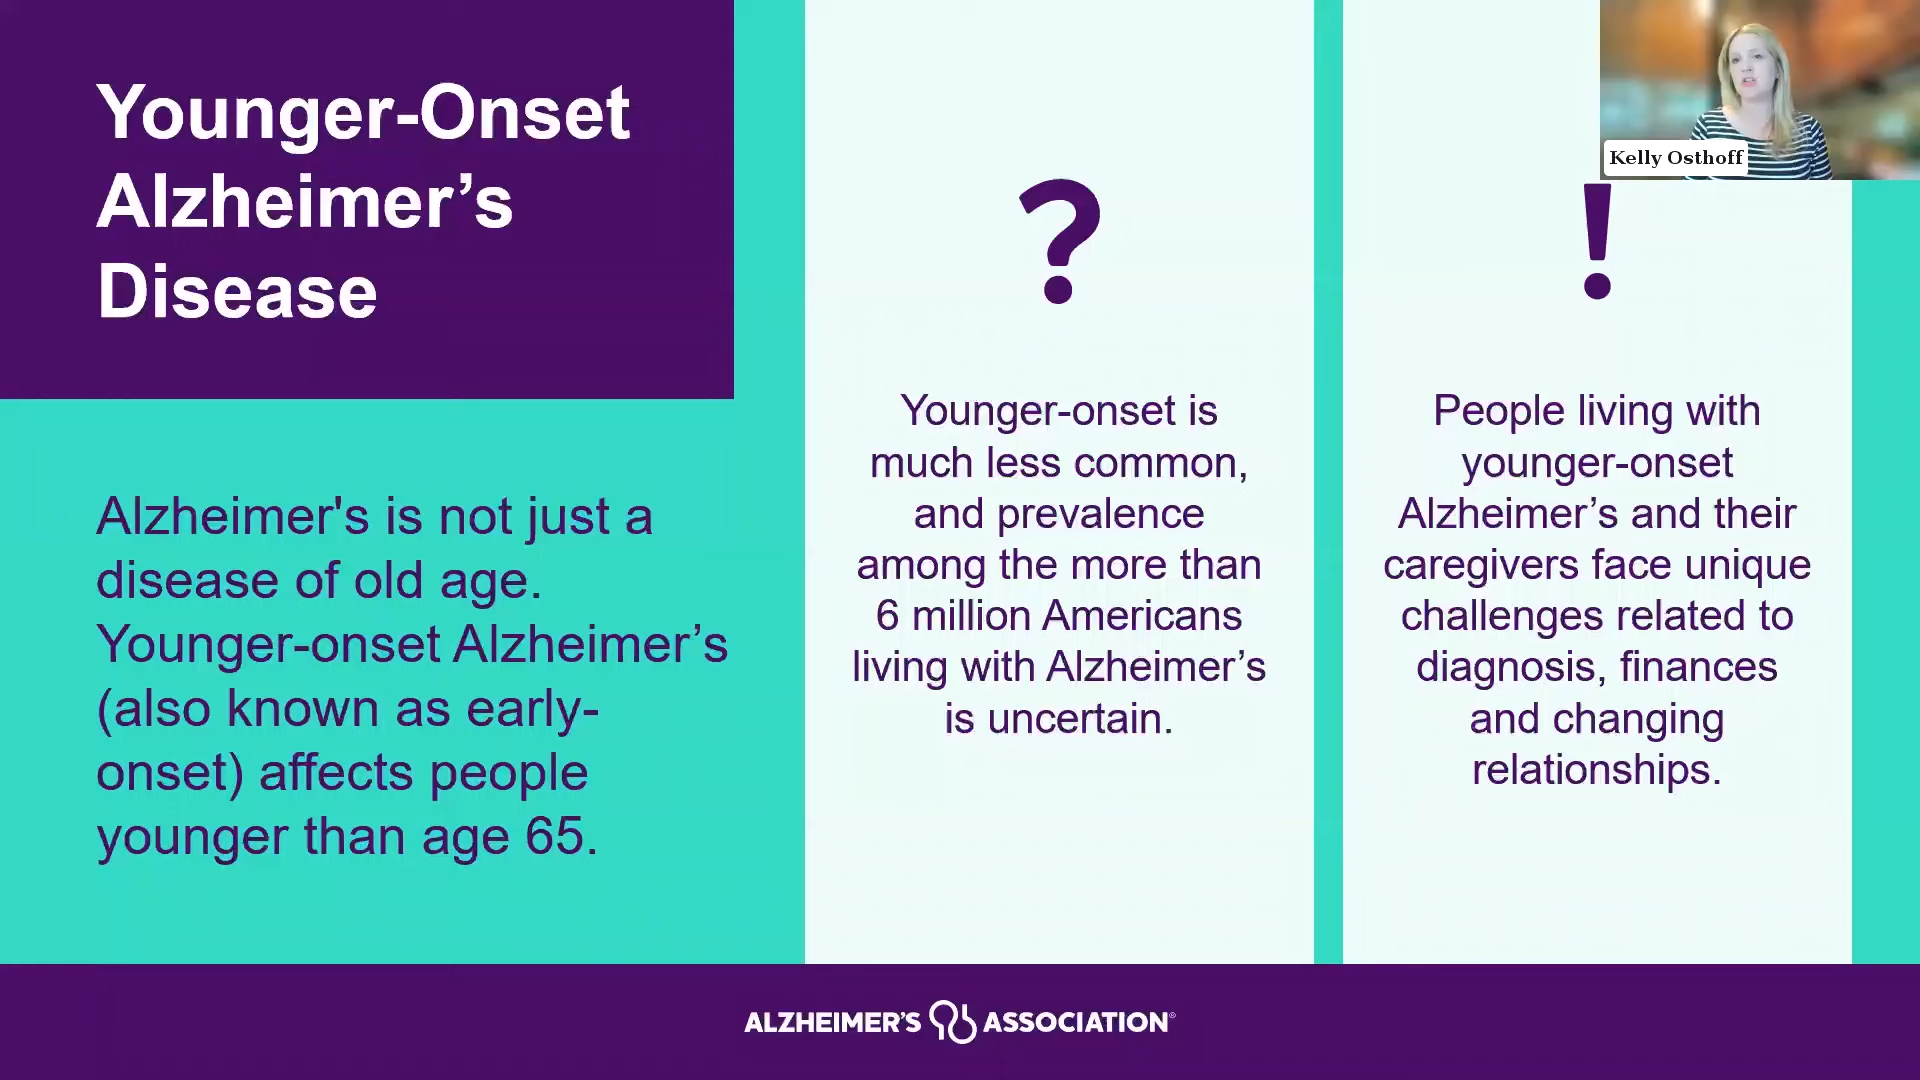 Younger-Onset
Alzheimer’s
Disease
Alzheimer's is not just a
disease of old age.
Younger-onset Alzheimer’s
(also known as early-
onset) affects people
younger than age 65.
?
Younger-onset is
much less common,
and prevalence
among the more than
6 million Americans
living with Alzheimer’s
is uncertain.
!
People living with
younger-onset
Alzheimer’s and their
caregivers face unique
challenges related to
diagnosis, finances
and changing
relationships.
Kelly Osthoff
ALZHEIMER’S ASSOCIATION®